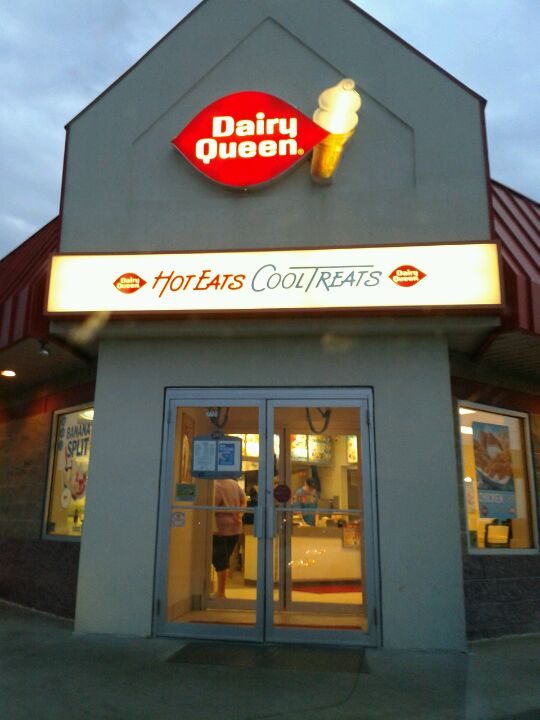 Dairy
Queen®
Dairy
Queen
HOT EATS COOL TREATS
Dairy
Queen
BANANA
SPLIT
CHICKEN